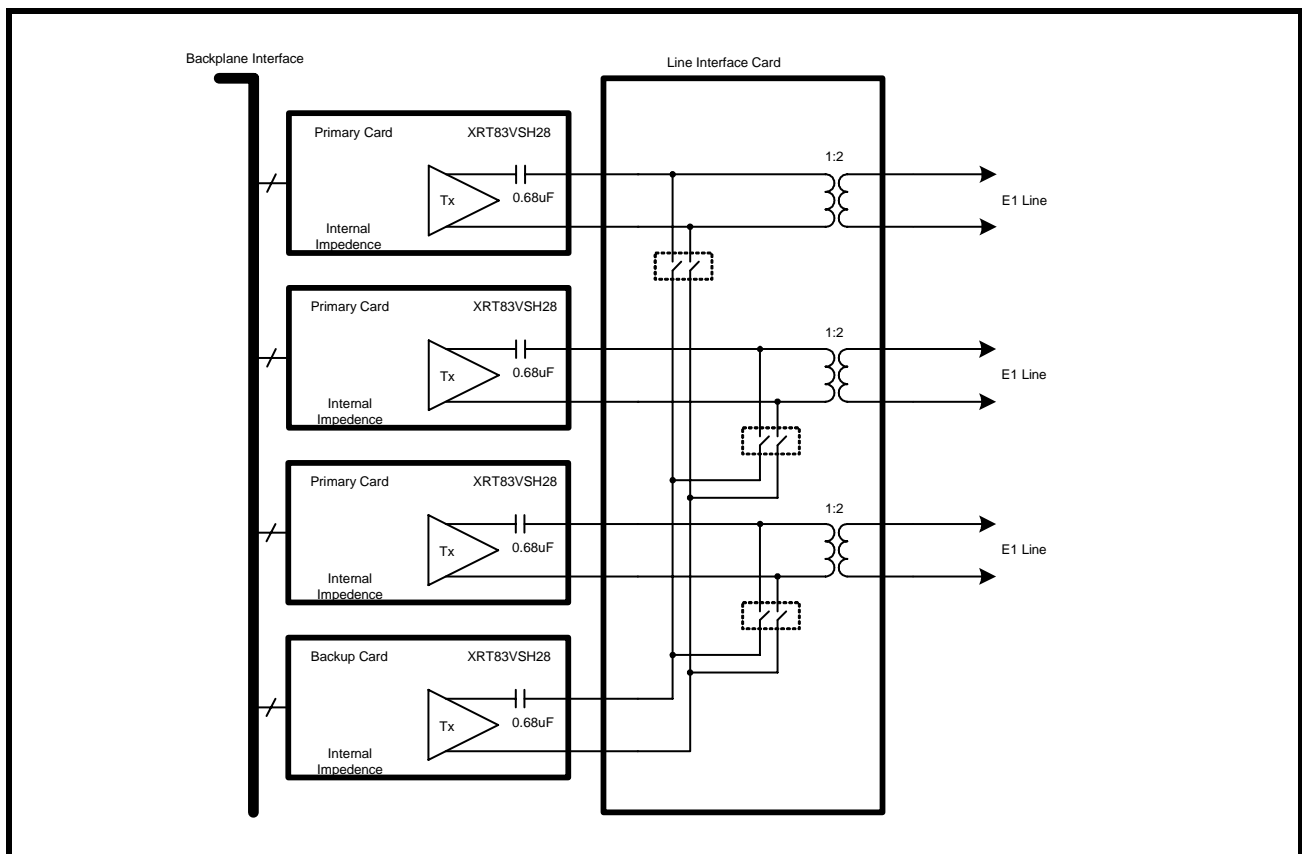 Backplane Interface
Line Interface Card
Primary Card
XRT83VSH28
Tx
0.68uF
Internal
Impedence
1:2
E1 Line
Primary Card
XRT83VSH28
Tx
0.68uF
Internal
Impedence
1:2
E1 Line
Primary Card
XRT83VSH28
Tx
0.68uF
Internal
Impedence
1:2
E1 Line
Backup Card
XRT83VSH28
Tx
0.68uF
Internal
Impedence